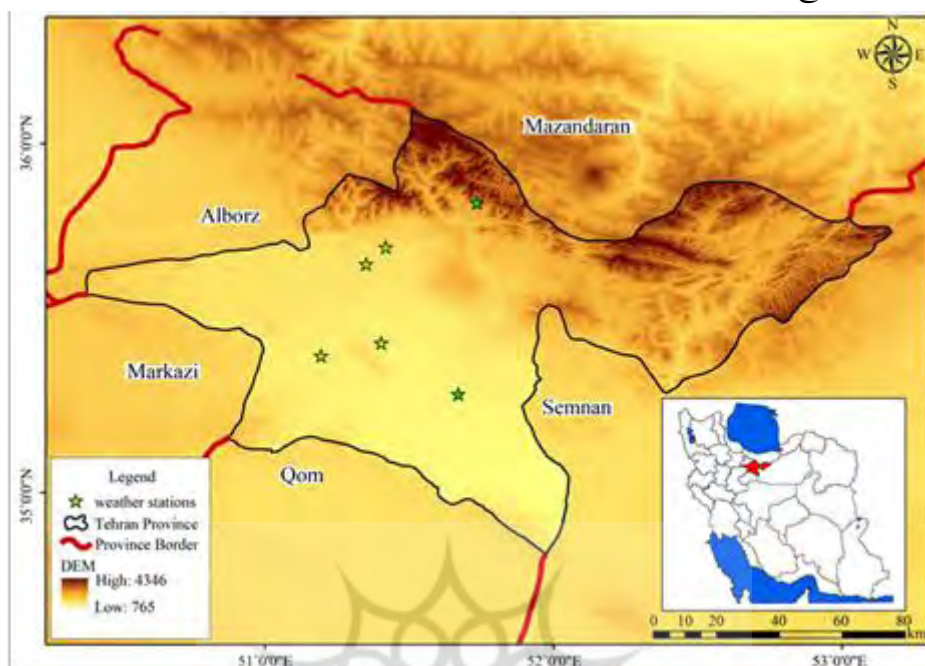 N
W E
S
Mazandaran
36°0'0"N
Alborz
Markazi
Semnan
Qom
35°0'0"N
Legend
weather stations
Tehran Province
Province Border
DEM
High: 4346
Low: 765
0 10 20 40 60 80
km
51°0'0"E
52°0'0"E
53°0'0"E